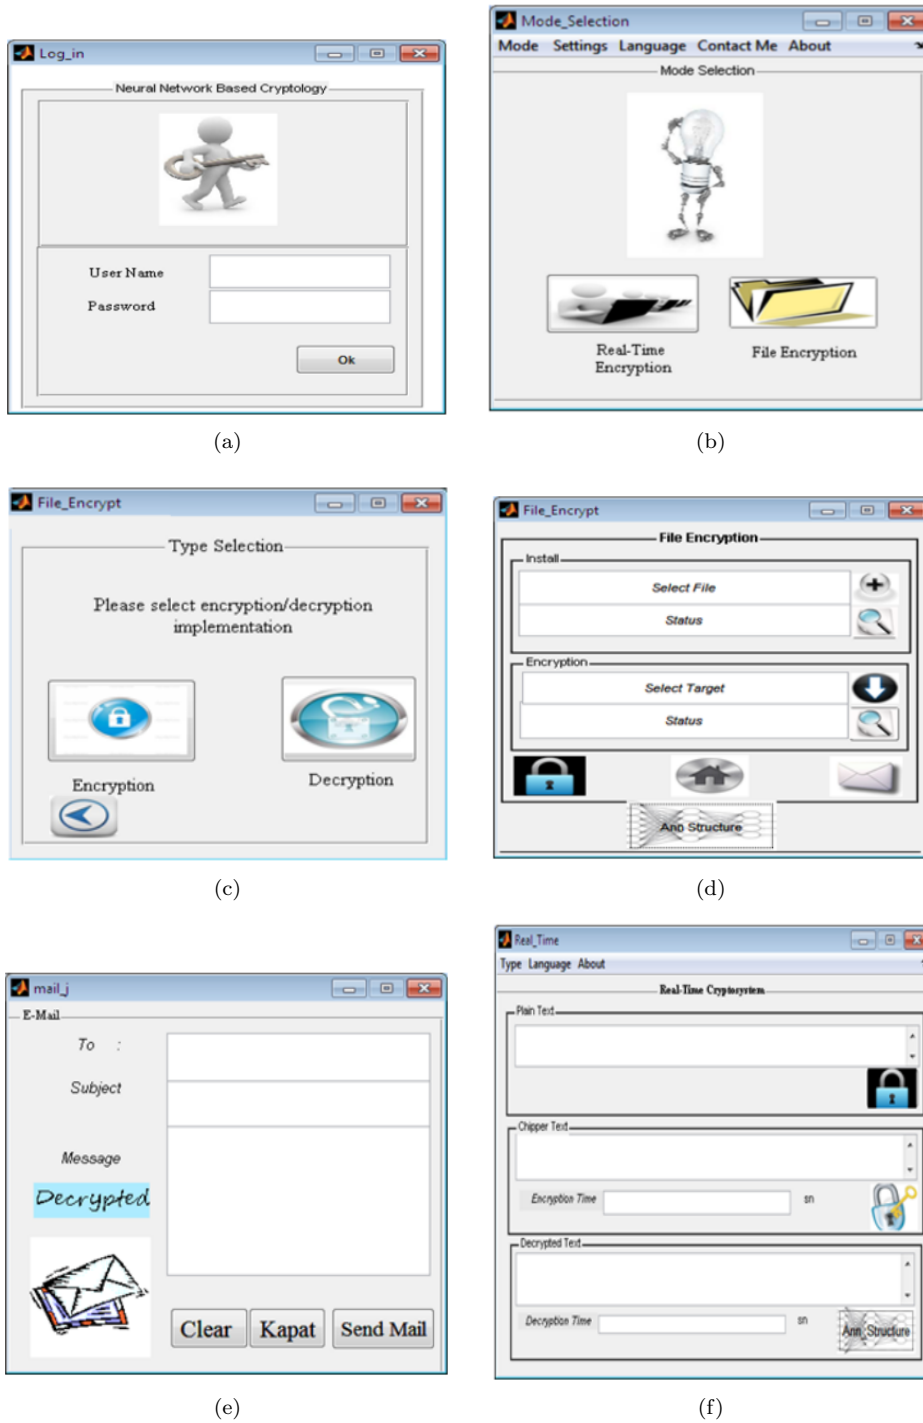 Log_in
Neural Network Based Cryptology
User Name
Password
Ok
(a)
Mode_Selection
Mode Settings Language Contact Me About
Mode Selection
Real-Time
Encryption
File Encryption
(b)
File_Encrypt
Type Selection
Please select encryption/decryption
implementation
Encryption
Decryption
(c)
File_Encrypt
File Encryption
Install
Select File
Status
Encryption
Select Target
Status
Ann Structure
(d)
mail_j
E-Mail
To :
Subject
Message
Decrypted
Clear Kapat Send Mail
(e)
Real_Time
Type Language About
Real-Time Cryptosystem
Plain Text
Chipper Text
Encryption Time sn
Decrypted Text
Decryption Time sn
Ann Structure
(f)